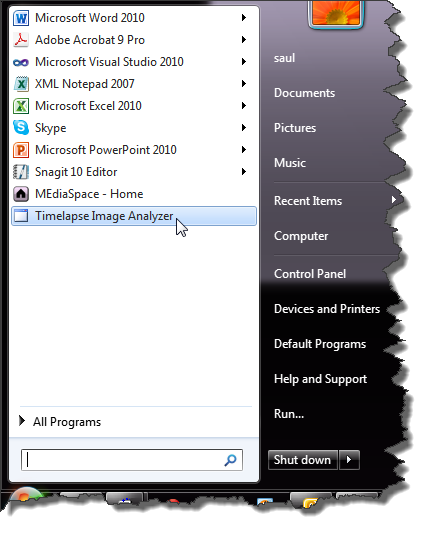 Microsoft Word 2010
Adobe Acrobat 9 Pro
Microsoft Visual Studio 2010
XML Notepad 2007
Microsoft Excel 2010
Skype
Microsoft PowerPoint 2010
Snagit 10 Editor
MEdiaSpace - Home
Timelapse Image Analyzer
All Programs
saul
Documents
Pictures
Music
Recent Items
Computer
Control Panel
Devices and Printers
Default Programs
Help and Support
Run...
Shut down